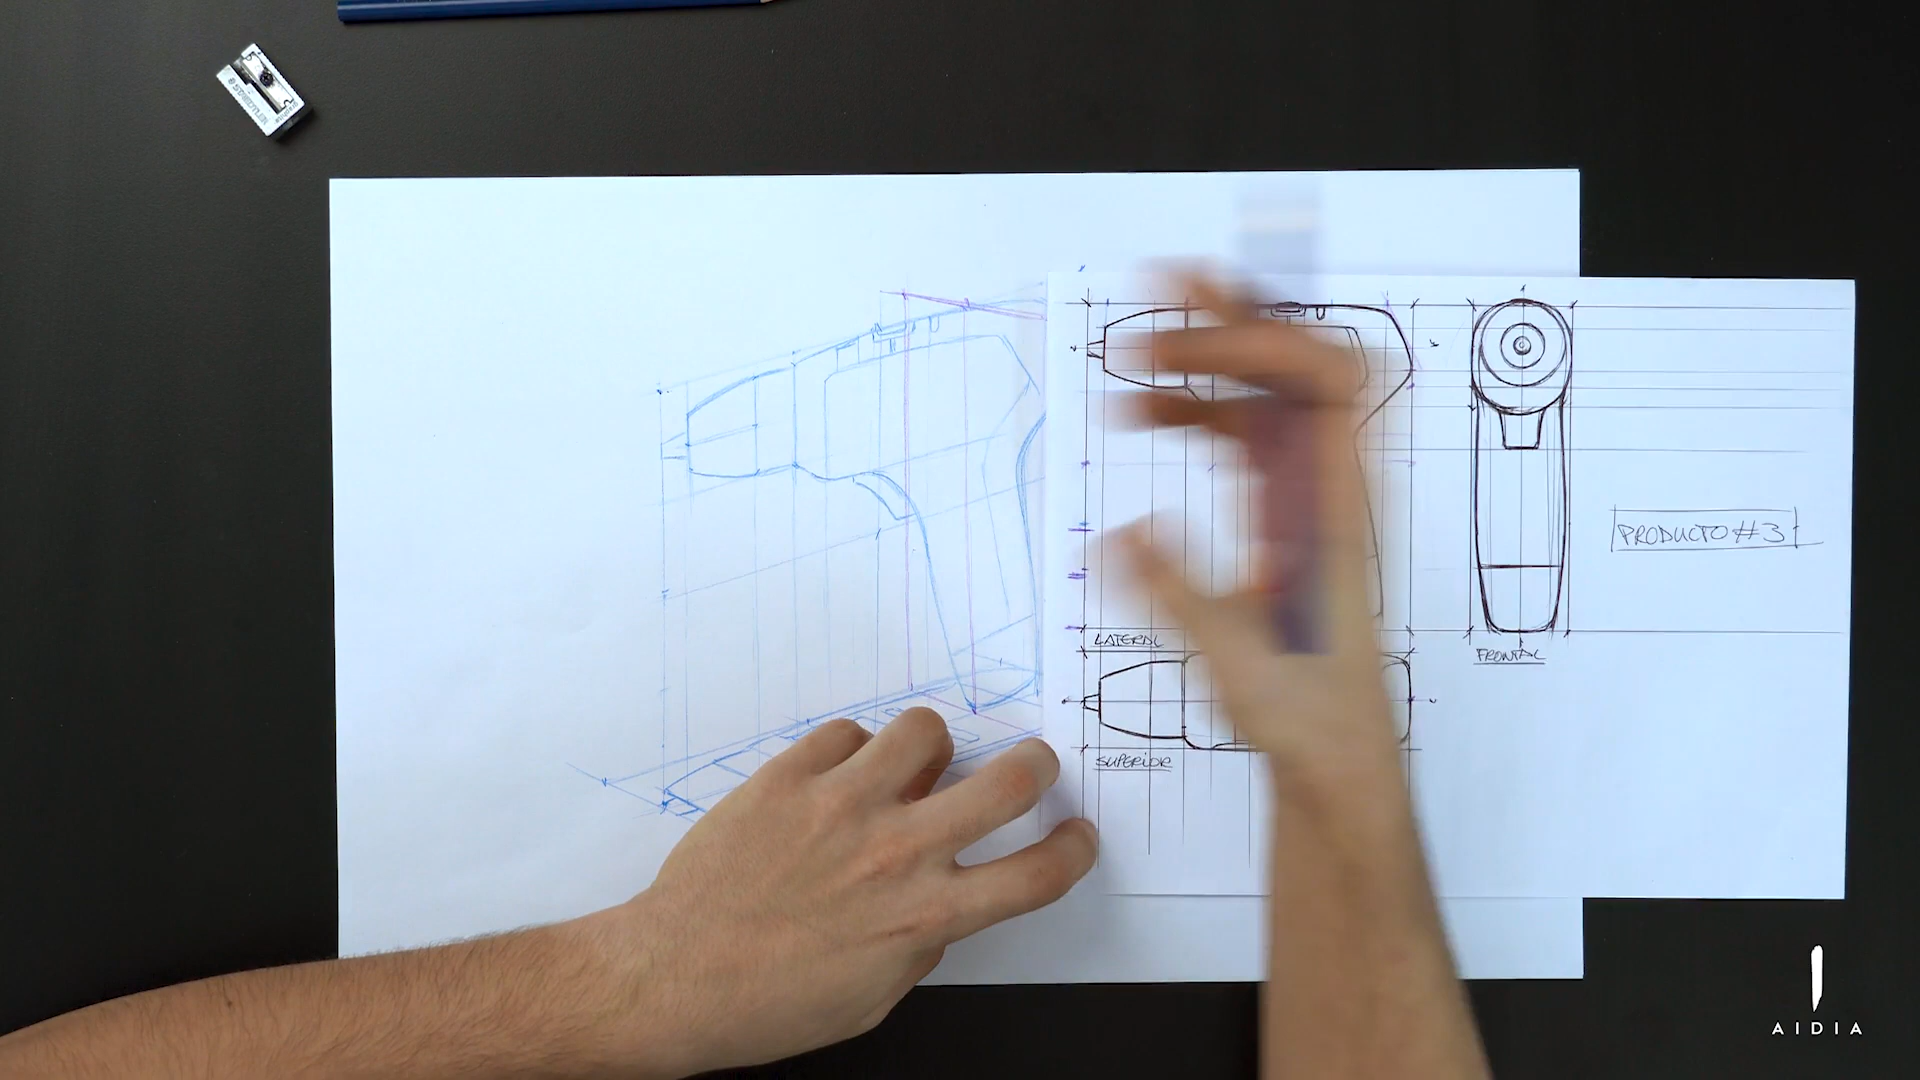 PRODUCTO #3
LATERAL
FRONTAL
SUPERIOR
AIDIA